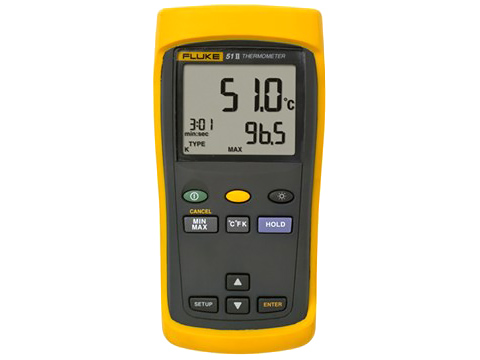 FLUKE 51 II THERMOMETER
51.0°C
3:01 96.5
min:sec
TYPE
K MAX
CANCEL
MIN MAX °C°F K HOLD
SETUP ENTER